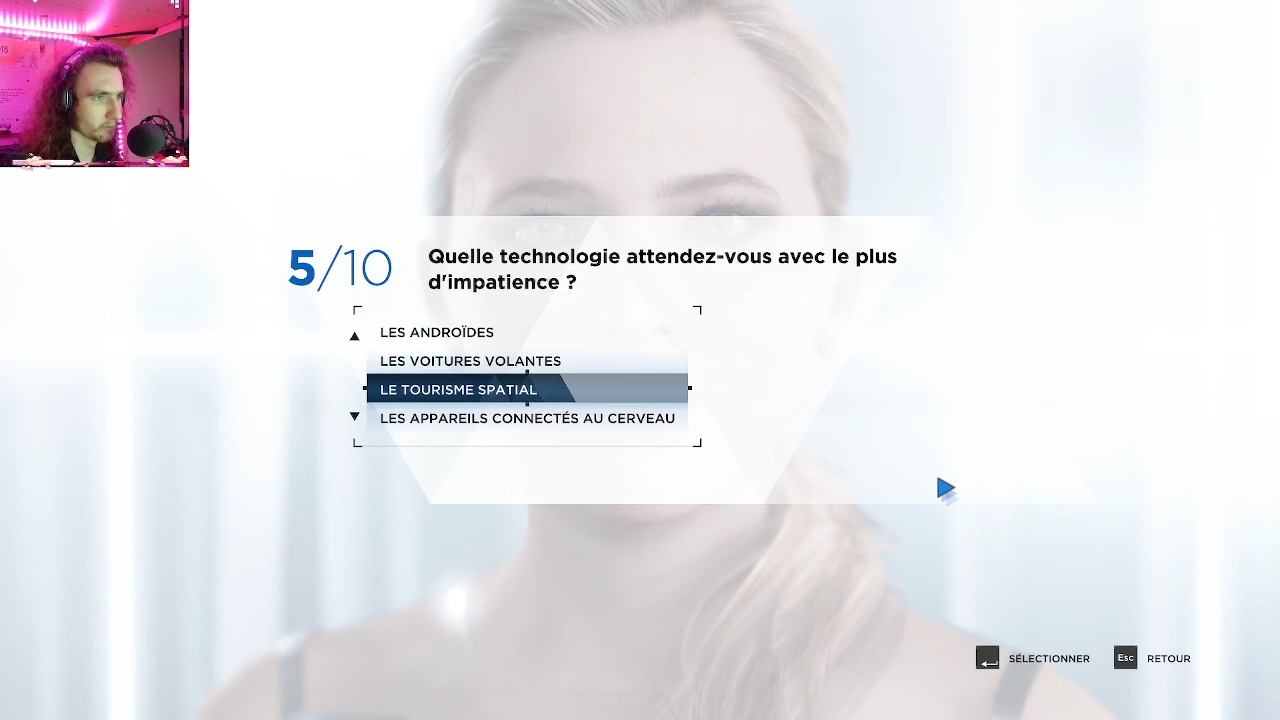 5/10
Quelle technologie attendez-vous avec le plus
d'impatience ?
LES ANDROÏDES
LES VOITURES VOLANTES
LE TOURISME SPATIAL
LES APPAREILS CONNECTÉS AU CERVEAU
SÉLECTIONNER
Esc RETOUR